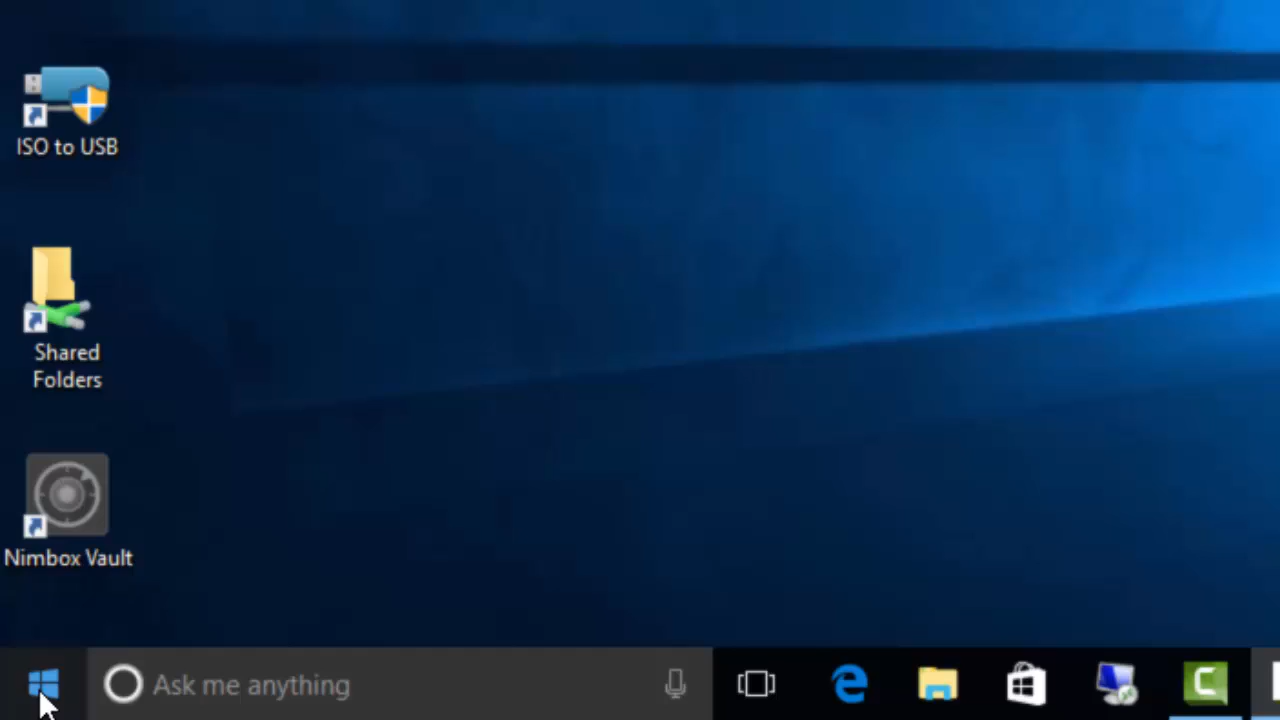 ISO to USB
Shared
Folders
Nimbox Vault
Ask me anything